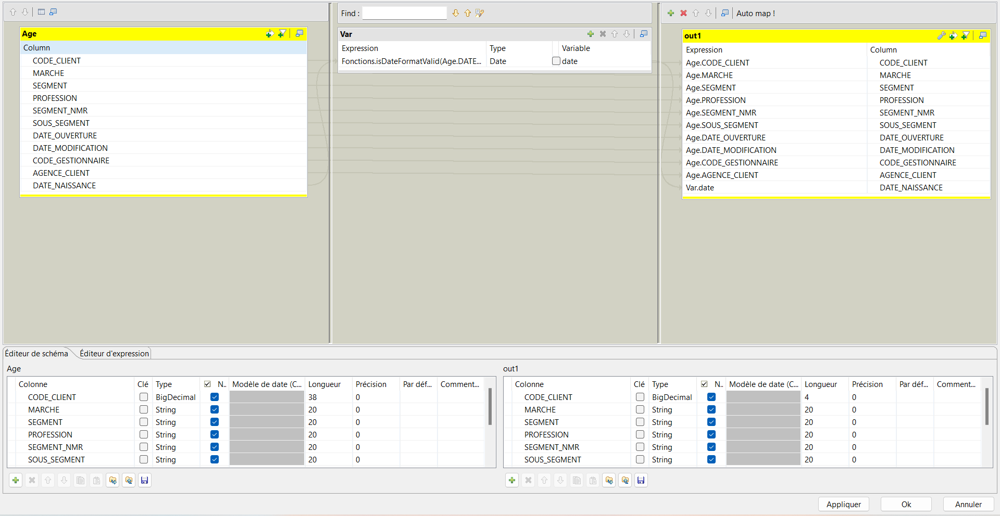 Find :
Auto map !
Age
Column
CODE_CLIENT
MARCHE
SEGMENT
PROFESSION
SEGMENT_NMR
SOUS_SEGMENT
DATE_OUVERTURE
DATE_MODIFICATION
CODE_GESTIONNAIRE
AGENCE_CLIENT
DATE_NAISSANCE
Var
Expression Type Variable
Fonctions.isDateFormatValid(Age.DATE... Date date
out1
Expression Column
Age.CODE_CLIENT CODE_CLIENT
Age.MARCHE MARCHE
Age.SEGMENT SEGMENT
Age.PROFESSION PROFESSION
Age.SEGMENT_NMR SEGMENT_NMR
Age.SOUS_SEGMENT SOUS_SEGMENT
Age.DATE_OUVERTURE DATE_OUVERTURE
Age.DATE_MODIFICATION DATE_MODIFICATION
Age.CODE_GESTIONNAIRE CODE_GESTIONNAIRE
Age.AGENCE_CLIENT AGENCE_CLIENT
Var.date DATE_NAISSANCE
Éditeur de schéma Éditeur d'expression
Age
Colonne Clé Type N.. Modèle de date (C... Longueur Précision Par déf... Comment...
CODE_CLIENT BigDecimal 38 0
MARCHE String 20 0
SEGMENT String 20 0
PROFESSION String 20 0
SEGMENT_NMR String 20 0
SOUS_SEGMENT String 20 0
out1
Colonne Clé Type N.. Modèle de date (C... Longueur Précision Par déf... Comment...
CODE_CLIENT BigDecimal 4 0
MARCHE String 20 0
SEGMENT String 20 0
PROFESSION String 20 0
SEGMENT_NMR String 20 0
SOUS_SEGMENT String 20 0
Appliquer Ok Annuler